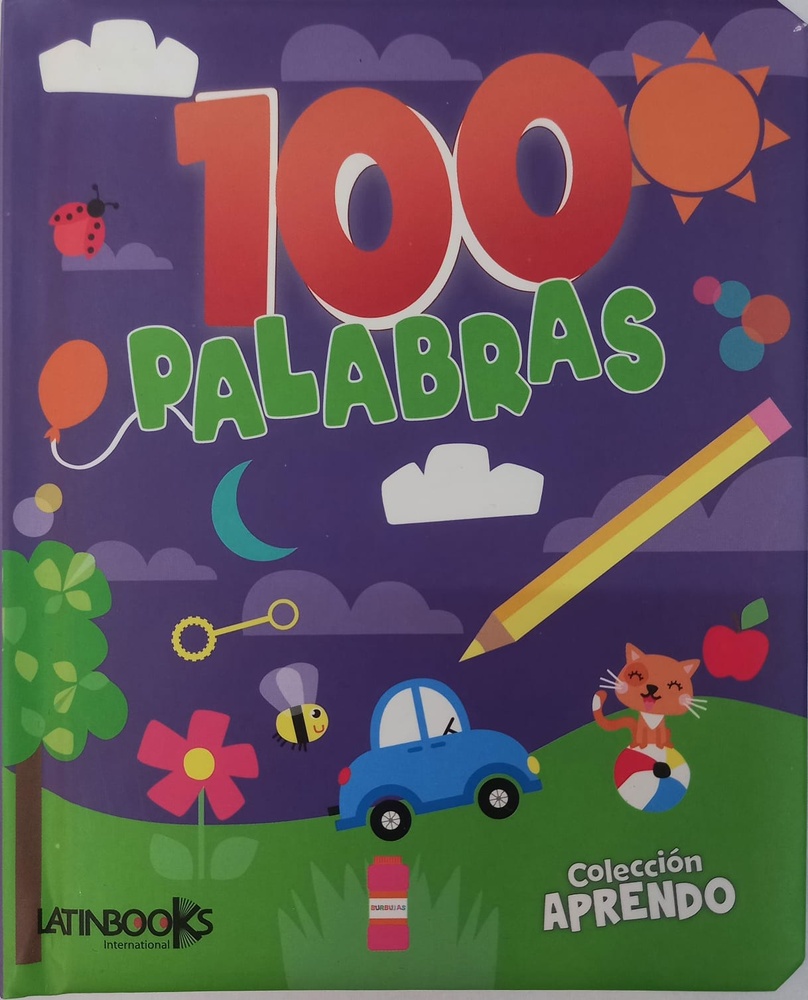 100
PALABRAS
BURBUJAS
Colección
APRENDO
LATINBOOKS
International